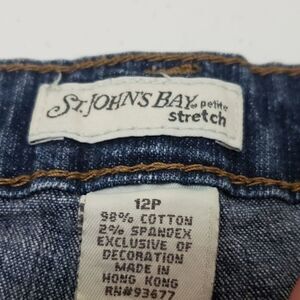 ST. JOHN'S BAY petite
stretch
12P
98% COTTON
2% SPANDEX
EXCLUSIVE OF
DECORATION
MADE IN
HONG KONG
RN#93677